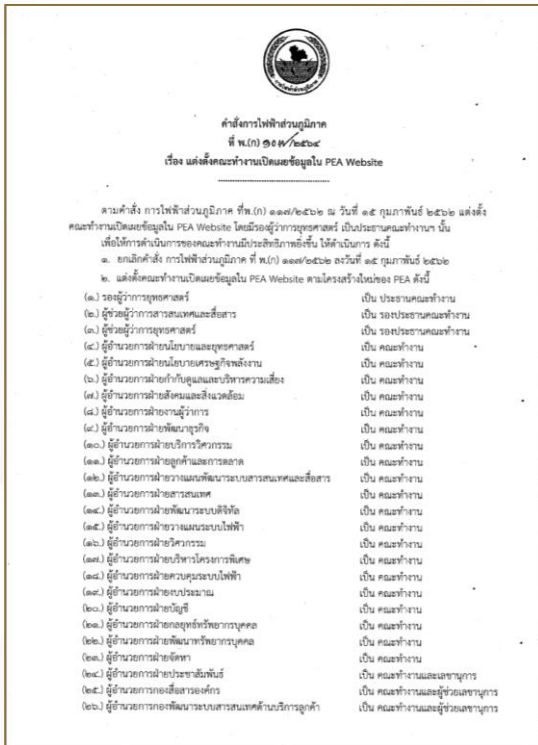 คำสั่งการไฟฟ้าส่วนภูมิภาค
ที่ พ.(ก) ๑๐๗/๒๕๖๔
เรื่อง แต่งตั้งคณะทำงานเปิดเผยข้อมูลใน PEA Website
ตามคำสั่ง การไฟฟ้าส่วนภูมิภาค ที่พ.(ก) ๑๑๗/๒๕๖๒ ณ วันที่ ๑๕ กุมภาพันธ์ ๒๕๖๒ แต่งตั้ง
คณะทำงานเปิดเผยข้อมูลใน PEA Website โดยมีรองผู้ว่าการยุทธศาสตร์ เป็นประธานคณะทำงานฯ นั้น
เพื่อให้การดำเนินการของคณะทำงานมีประสิทธิภาพยิ่งขึ้น ให้ดำเนินการ ดังนี้
๑. ยกเลิกคำสั่ง การไฟฟ้าส่วนภูมิภาค ที่ พ.(ก) ๑๑๗/๒๕๖๒ ลงวันที่ ๑๕ กุมภาพันธ์ ๒๕๖๒
๒. แต่งตั้งคณะทำงานเปิดเผยข้อมูลใน PEA Website ตามโครงสร้างใหม่ของ PEA ดังนี้
(๑.) รองผู้ว่าการยุทธศาสตร์ เป็น ประธานคณะทำงาน
(๒.) ผู้ช่วยผู้ว่าการสารสนเทศและสื่อสาร เป็น รองประธานคณะทำงาน
(๓.) ผู้ช่วยผู้ว่าการยุทธศาสตร์ เป็น รองประธานคณะทำงาน
(๔.) ผู้อำนวยการฝ่ายนโยบายและยุทธศาสตร์ เป็น คณะทำงาน
(๕.) ผู้อำนวยการฝ่ายนโยบายเศรษฐกิจพลังงาน เป็น คณะทำงาน
(๖.) ผู้อำนวยการฝ่ายกำกับดูแลและบริหารความเสี่ยง เป็น คณะทำงาน
(๗.) ผู้อำนวยการฝ่ายสังคมและสิ่งแวดล้อม เป็น คณะทำงาน
(๘.) ผู้อำนวยการฝ่ายงานผู้ว่าการ เป็น คณะทำงาน
(๙.) ผู้อำนวยการฝ่ายพัฒนาธุรกิจ เป็น คณะทำงาน
(๑๐.) ผู้อำนวยการฝ่ายบริการวิศวกรรม เป็น คณะทำงาน
(๑๑.) ผู้อำนวยการฝ่ายลูกค้าและการตลาด เป็น คณะทำงาน
(๑๒.) ผู้อำนวยการฝ่ายวางแผนพัฒนาระบบสารสนเทศและสื่อสาร เป็น คณะทำงาน
(๑๓.) ผู้อำนวยการฝ่ายสารสนเทศ เป็น คณะทำงาน
(๑๔.) ผู้อำนวยการฝ่ายพัฒนาระบบดิจิทัล เป็น คณะทำงาน
(๑๕.) ผู้อำนวยการฝ่ายวางแผนระบบไฟฟ้า เป็น คณะทำงาน
(๑๖.) ผู้อำนวยการฝ่ายวิศวกรรม เป็น คณะทำงาน
(๑๗.) ผู้อำนวยการฝ่ายบริหารโครงการพิเศษ เป็น คณะทำงาน
(๑๘.) ผู้อำนวยการฝ่ายควบคุมระบบไฟฟ้า เป็น คณะทำงาน
(๑๙.) ผู้อำนวยการฝ่ายงบประมาณ เป็น คณะทำงาน
(๒๐.) ผู้อำนวยการฝ่ายบัญชี เป็น คณะทำงาน
(๒๑.) ผู้อำนวยการฝ่ายกลยุทธ์ทรัพยากรบุคคล เป็น คณะทำงาน
(๒๒.) ผู้อำนวยการฝ่ายพัฒนาทรัพยากรบุคคล เป็น คณะทำงาน
(๒๓.) ผู้อำนวยการฝ่ายจัดหา เป็น คณะทำงาน
(๒๔.) ผู้อำนวยการฝ่ายประชาสัมพันธ์ เป็น คณะทำงานและเลขานุการ
(๒๕.) ผู้อำนวยการกองสื่อสารองค์กร เป็น คณะทำงานและผู้ช่วยเลขานุการ
(๒๖.) ผู้อำนวยการกองพัฒนาระบบสารสนเทศด้านบริการลูกค้า เป็น คณะทำงานและผู้ช่วยเลขานุการ